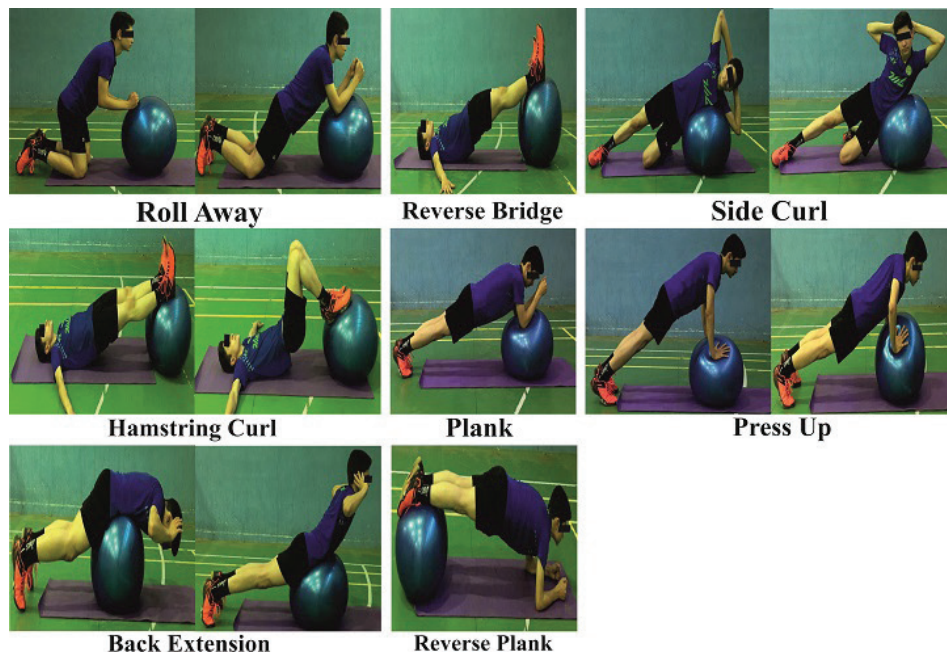 Roll Away
Reverse Bridge
Side Curl
Hamstring Curl
Plank
Press Up
Back Extension
Reverse Plank